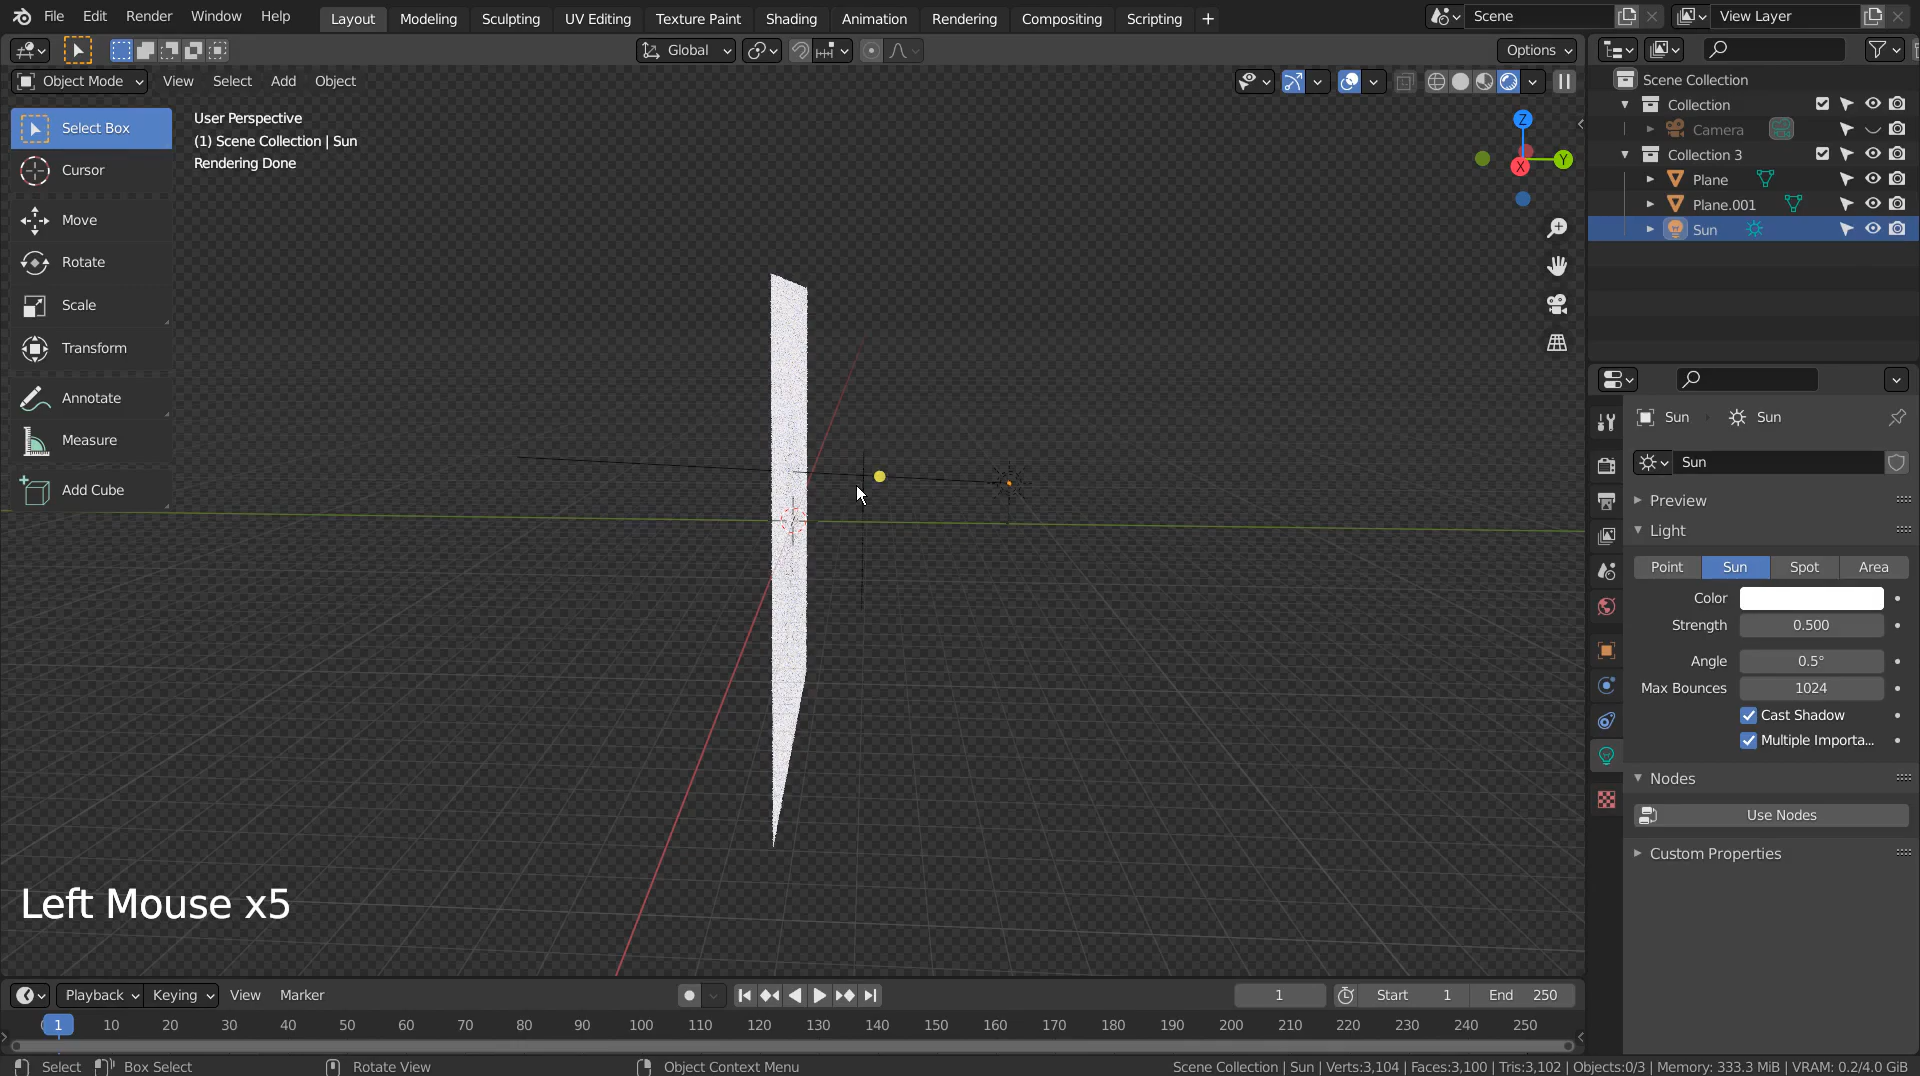 File Edit Render Window Help Layout Modeling Sculpting UV Editing Texture Paint Shading Animation Rendering Compositing Scripting + Scene View Layer
Global Options
Object Mode View Select Add Object
Select Box
Cursor
Move
Rotate
Scale
Transform
Annotate
Measure
Add Cube
User Perspective
(1) Scene Collection | Sun
Rendering Done
Z
Y
X
Scene Collection
Collection
Camera
Collection 3
Plane
Plane.001
Sun
Sun Sun
Sun
Preview
Light
Point Sun Spot Area
Color
Strength 0.500
Angle 0.5°
Max Bounces 1024
Cast Shadow
Multiple Importa...
Nodes
Use Nodes
Custom Properties
Left Mouse x5
Playback Keying View Marker 1 Start 1 End 250
1 10 20 30 40 50 60 70 80 90 100 110 120 130 140 150 160 170 180 190 200 210 220 230 240 250
Select Box Select Rotate View Object Context Menu Scene Collection | Sun | Verts:3,104 | Faces:3,100 | Tris:3,102 | Objects:0/3 | Memory: 333.3 MiB | VRAM: 0.2/4.0 GiB